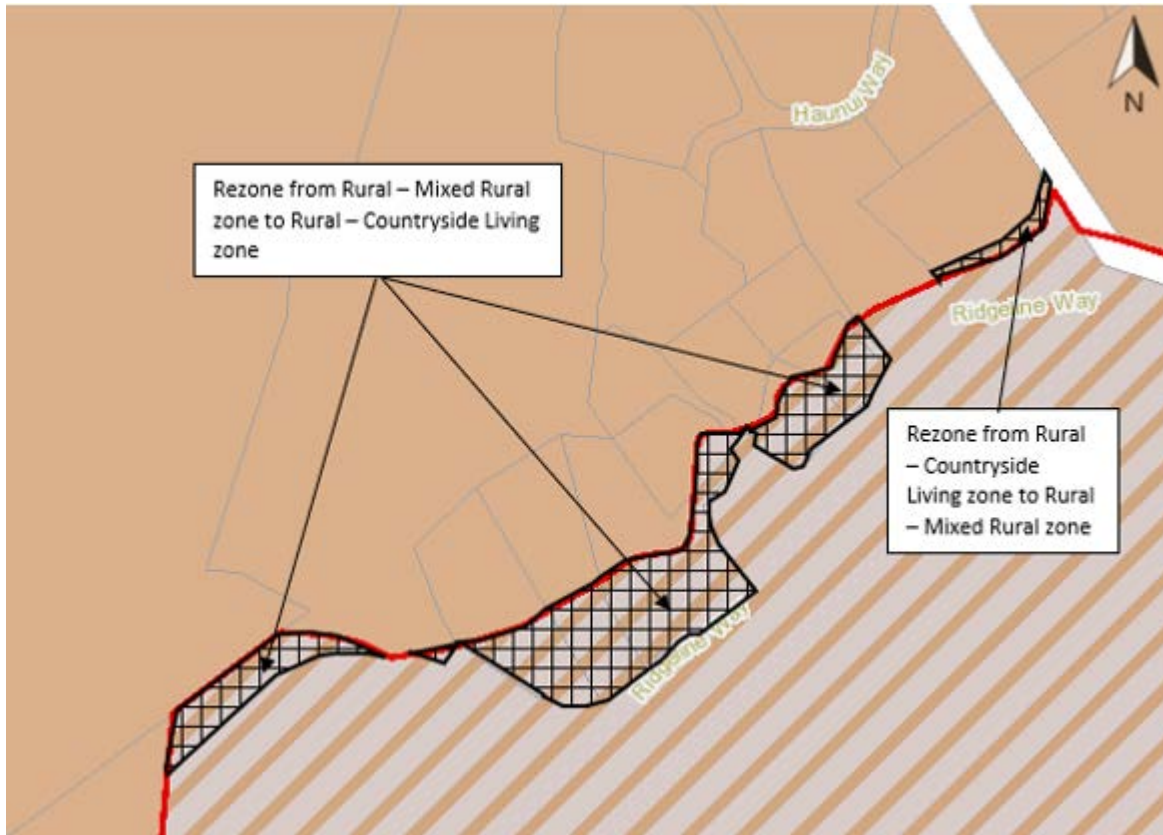 N
Haunui Way
Rezone from Rural – Mixed Rural
zone to Rural – Countryside Living
zone
Ridgeline Way
Rezone from Rural
– Countryside
Living zone to Rural
– Mixed Rural zone
Ridgeline Way